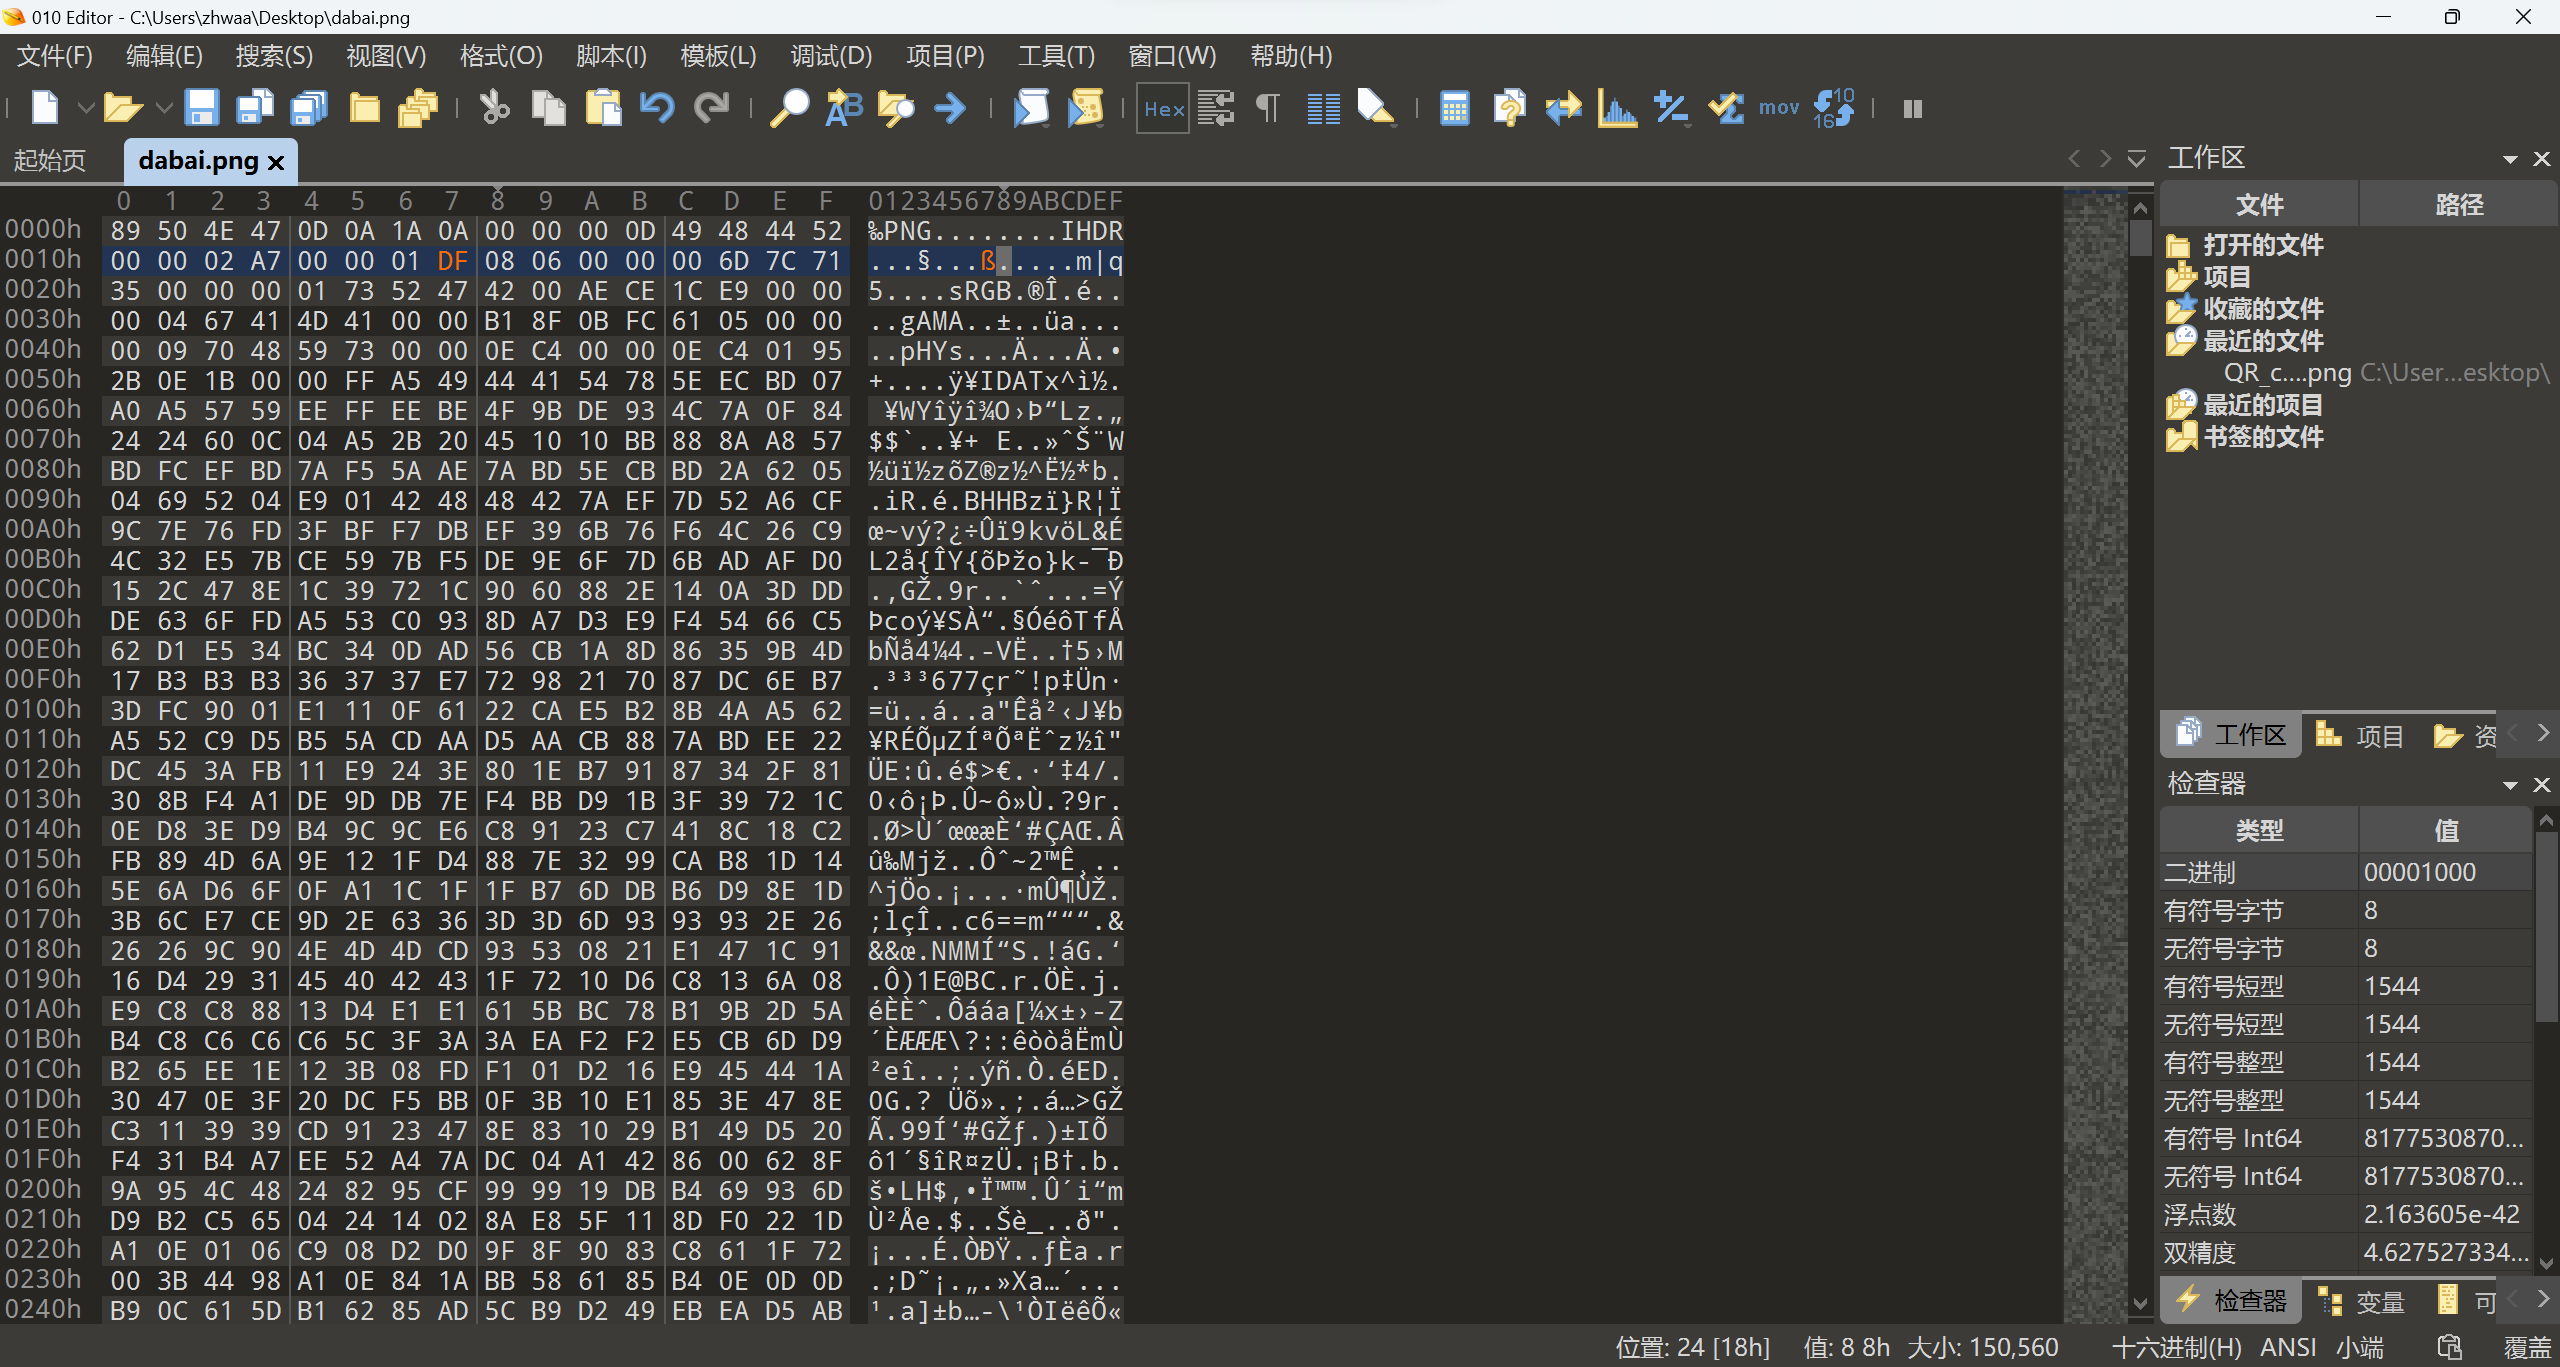 010 Editor - C:\Users\zhwaa\Desktop\dabai.png
文件(F) 编辑(E) 搜索(S) 视图(V) 格式(O) 脚本(I) 模板(L) 调试(D) 项目(P) 工具(T) 窗口(W) 帮助(H)
Hex mov 10 16
起始页 dabai.png
0 1 2 3 4 5 6 7 8 9 A B C D E F 0123456789ABCDEF
0000h 89 50 4E 47 0D 0A 1A 0A 00 00 00 0D 49 48 44 52 ‰PNG........IHDR
0010h 00 00 02 A7 00 00 01 DF 08 06 00 00 00 6D 7C 71 ...§...ß.....m|q
0020h 35 00 00 00 01 73 52 47 42 00 AE CE 1C E9 00 00 5....sRGB.®Î.é..
0030h 00 04 67 41 4D 41 00 00 B1 8F 0B FC 61 05 00 00 ..gAMA..±..üa...
0040h 00 09 70 48 59 73 00 00 0E C4 00 00 0E C4 01 95 ..pHYs...Ä...Ä.•
0050h 2B 0E 1B 00 00 FF A5 49 44 41 54 78 5E EC BD 07 +....ÿ¥IDATx^ì½.
0060h A0 A5 57 59 EE FF EE BE 4F 9B DE 93 4C 7A 0F 84  ¥WYîÿî¾O›Þ“Lz.„
0070h 24 24 60 0C 04 A5 2B 20 45 10 10 BB 88 8A A8 57 $$`..¥+ E..»ˆŠ¨W
0080h BD FC EF BD 7A F5 5A AE 7A BD 5E CB BD 2A 62 05 ½üï½zõZ®z½^Ë½*b.
0090h 04 69 52 04 E9 01 42 48 48 42 7A EF 7D 52 A6 CF .iR.é.BHHBzï}R¦Ï
00A0h 9C 7E 76 FD 3F BF F7 DB EF 39 6B 76 F6 4C 26 C9 œ~vý?¿÷Ûï9kvöL&É
00B0h 4C 32 E5 7B CE 59 7B F5 DE 9E 6F 7D 6B AD AF D0 L2å{ÎY{õÞžo}k-¯Ð
00C0h 15 2C 47 8E 1C 39 72 1C 90 60 88 2E 14 0A 3D DD .,GŽ.9r..`ˆ...=Ý
00D0h DE 63 6F FD A5 53 C0 93 8D A7 D3 E9 F4 54 66 C5 Þcoý¥SÀ“.§ÓéôTfÅ
00E0h 62 D1 E5 34 BC 34 0D AD 56 CB 1A 8D 86 35 9B 4D bÑå4¼4.-VË..†5›M
00F0h 17 B3 B3 B3 36 37 37 E7 72 98 21 70 87 DC 6E B7 .³³³677çr˜!p‡Ün·
0100h 3D FC 90 01 E1 11 0F 61 22 CA E5 B2 8B 4A A5 62 =ü..á..a"Êå²‹J¥b
0110h A5 52 C9 D5 B5 5A CD AA D5 AA CB 88 7A BD EE 22 ¥RÉÕµZÍªÕªËˆz½î"
0120h DC 45 3A FB 11 E9 24 3E 80 1E B7 91 87 34 2F 81 ÜE:û.é$>€.·‘‡4/.
0130h 30 8B F4 A1 DE 9D DB 7E F4 BB D9 1B 3F 39 72 1C 0‹ô¡Þ.Û~ô»Ù.?9r.
0140h 0E D8 3E D9 B4 9C 9C E6 C8 91 23 C7 41 8C 18 C2 .Ø>Ù´œœæÈ‘#ÇAŒ.Â
0150h FB 89 4D 6A 9E 12 1F D4 88 7E 32 99 CA B8 1D 14 û‰Mjž..Ôˆ~2™Ê¸..
0160h 5E 6A D6 6F 0F A1 1C 1F 1F B7 6D DB B6 D9 8E 1D ^jÖo.¡...·mÛ¶ÙŽ.
0170h 3B 6C E7 CE 9D 2E 63 36 3D 3D 6D 93 93 93 2E 26 ;lçÎ..c6==m“““.&
0180h 26 26 9C 90 4E 4D 4D CD 93 53 08 21 E1 47 1C 91 &&œ.NMMÍ“S.!áG.‘
0190h 16 D4 29 31 45 40 42 43 1F 72 10 D6 C8 13 6A 08 .Ô)1E@BC.r.ÖÈ.j.
01A0h E9 C8 C8 88 13 D4 E1 E1 61 5B BC 78 B1 9B 2D 5A éÈÈˆ.Ôááa[¼x±›-Z
01B0h B4 C8 C6 C6 C6 5C 3F 3A 3A EA F2 F2 E5 CB 6D D9 ´ÈÆÆÆ\?::êòòåËmÙ
01C0h B2 65 EE 1E 12 3B 08 FD F1 01 D2 16 E9 45 44 1A ²eî..;.ýñ.Ò.éED.
01D0h 30 47 0E 3F 20 DC F5 BB 0F 3B 10 E1 85 3E 47 8E 0G.? Üõ».;.á…>GŽ
01E0h C3 11 39 39 CD 91 23 47 8E 83 10 29 B1 49 D5 20 Ã.99Í‘#GŽƒ.)±IÕ
01F0h F4 31 B4 A7 EE 52 A4 7A DC 04 A1 42 86 00 62 8F ô1´§îR¤zÜ.¡B†.b.
0200h 9A 95 4C 48 24 82 95 CF 99 99 19 DB B4 69 93 6D š•LH$‚•Ï™™.Û´i“m
0210h D9 B2 C5 65 04 24 14 02 8A E8 5F 11 8D F0 22 1D Ù²Åe.$..Šè_..ð".
0220h A1 0E 01 06 C9 08 D2 D0 9F 8F 90 83 C8 61 1F 72 ¡...É.ÒÐŸ..ƒÈa.r
0230h 00 3B 44 98 A1 0E 84 1A BB 58 61 85 B4 0E 0D 0D .;D˜¡.„.»Xa…´...
0240h B9 0C 61 5D B1 62 85 AD 5C B9 D2 49 EB EA D5 AB ¹.a]±b…-\¹ÒIëêÕ«
工作区
文件 路径
打开的文件
项目
收藏的文件
最近的文件
QR_c....png C:\User...esktop\
最近的项目
书签的文件
工作区 项目 资
检查器
类型 值
二进制 00001000
有符号字节 8
无符号字节 8
有符号短型 1544
无符号短型 1544
有符号整型 1544
无符号整型 1544
有符号 Int64 8177530870...
无符号 Int64 8177530870...
浮点数 2.163605e-42
双精度 4.627527334...
检查器 变量 可
位置: 24 [18h] 值: 8 8h 大小: 150,560 十六进制(H) ANSI 小端 覆盖